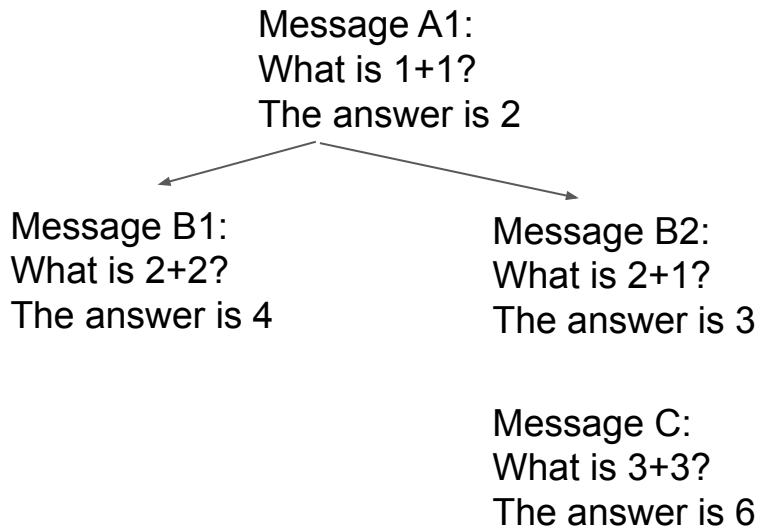 Message A1:
What is 1+1?
The answer is 2
Message B1:
What is 2+2?
The answer is 4
Message B2:
What is 2+1?
The answer is 3
Message C:
What is 3+3?
The answer is 6